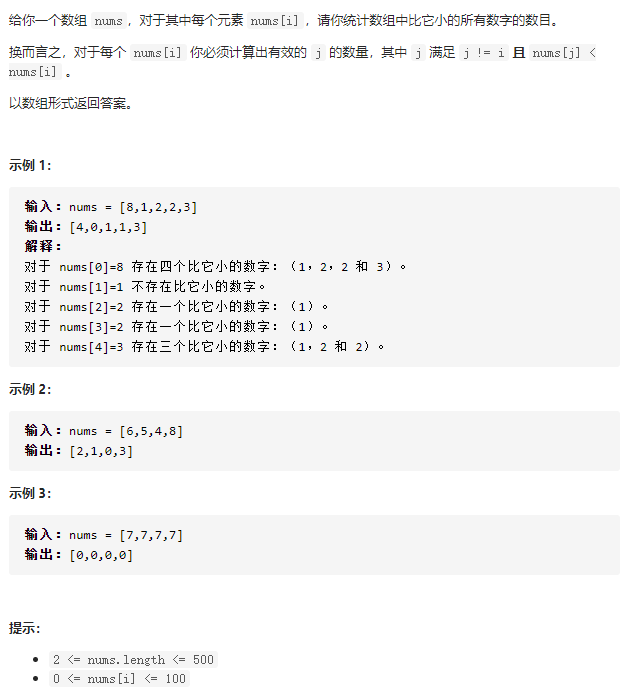 给你一个数组 nums，对于其中每个元素 nums[i]，请你统计数组中比它小的所有数字的数目。
换而言之，对于每个 nums[i] 你必须计算出有效的 j 的数量，其中 j 满足 j != i 且 nums[j] <
nums[i] 。
以数组形式返回答案。
示例 1：
输入：nums = [8,1,2,2,3]
输出：[4,0,1,1,3]
解释：
对于 nums[0]=8 存在四个比它小的数字：（1，2，2 和 3）。
对于 nums[1]=1 不存在比它小的数字。
对于 nums[2]=2 存在一个比它小的数字：（1）。
对于 nums[3]=2 存在一个比它小的数字：（1）。
对于 nums[4]=3 存在三个比它小的数字：（1，2 和 2）。
示例 2：
输入：nums = [6,5,4,8]
输出：[2,1,0,3]
示例 3：
输入：nums = [7,7,7,7]
输出：[0,0,0,0]
提示：
• 2 <= nums.length <= 500
• 0 <= nums[i] <= 100